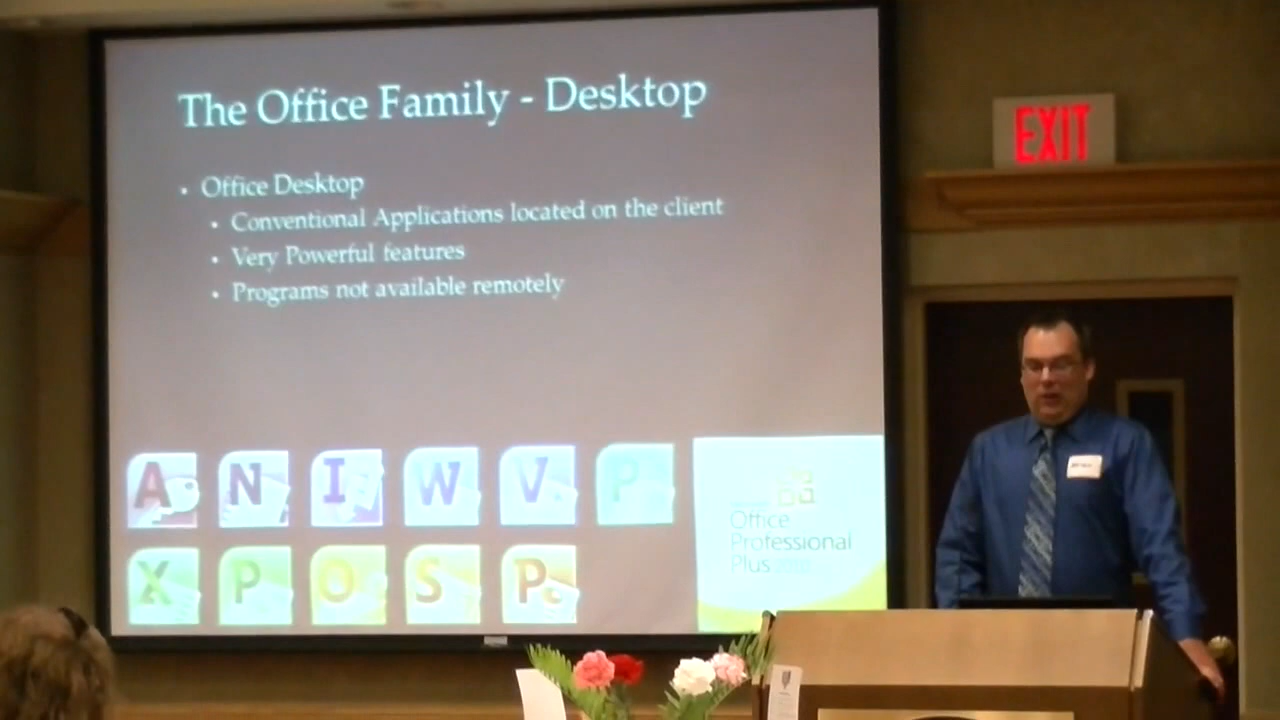 The Office Family - Desktop
• Office Desktop
• Conventional Applications located on the client
• Very Powerful features
• Programs not available remotely
EXIT
A N I W V P
X P O S P
Office
Professional
Plus